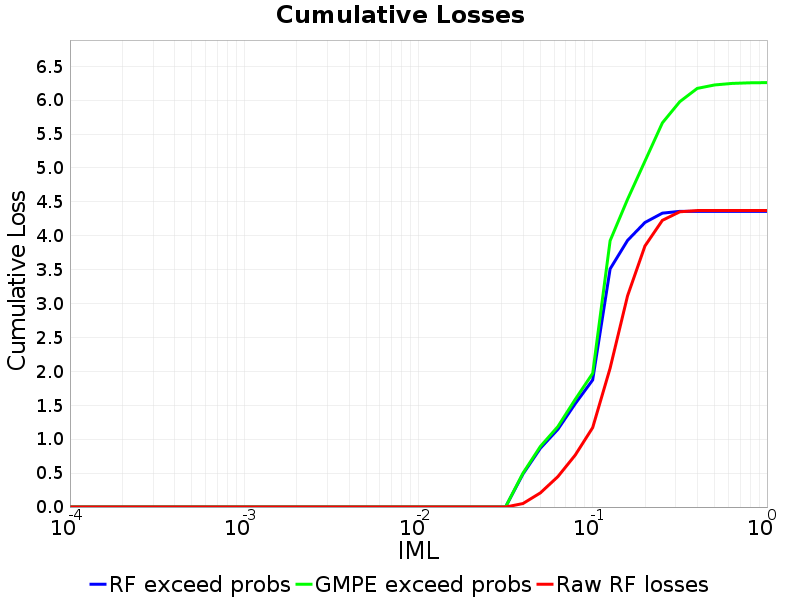 Cumulative Losses
Cumulative Loss
6.5
6.0
5.5
5.0
4.5
4.0
3.5
3.0
2.5
2.0
1.5
1.0
0.5
0.0
10^-4 10^-3 10^-2 10^-1 10^0
IML
RF exceed probs GMPE exceed probs Raw RF losses